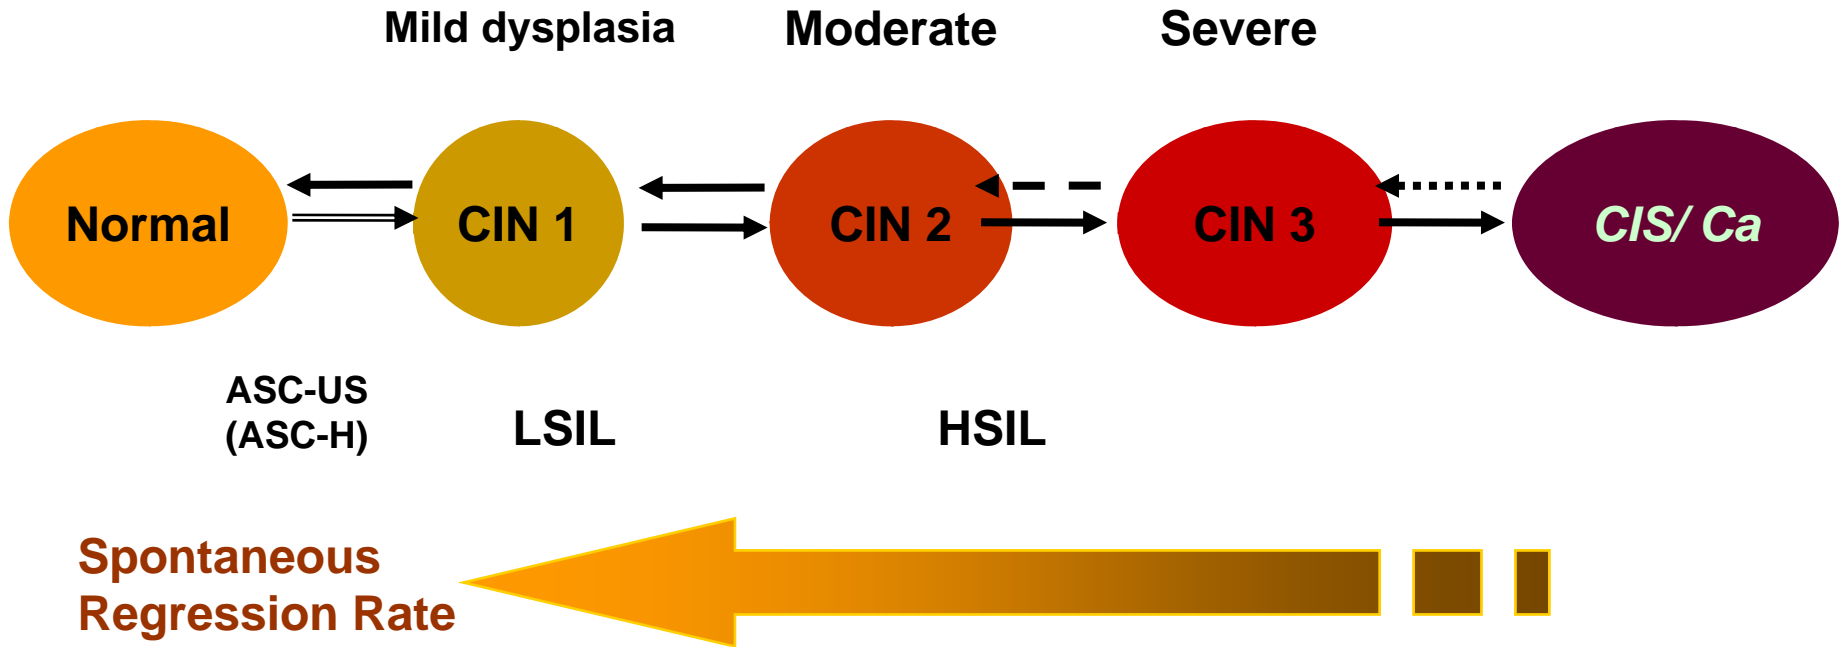 Mild dysplasia
Moderate
Severe
Normal
CIN 1
CIN 2
CIN 3
CIS/ Ca
ASC-US
(ASC-H)
LSIL
HSIL
Spontaneous
Regression Rate